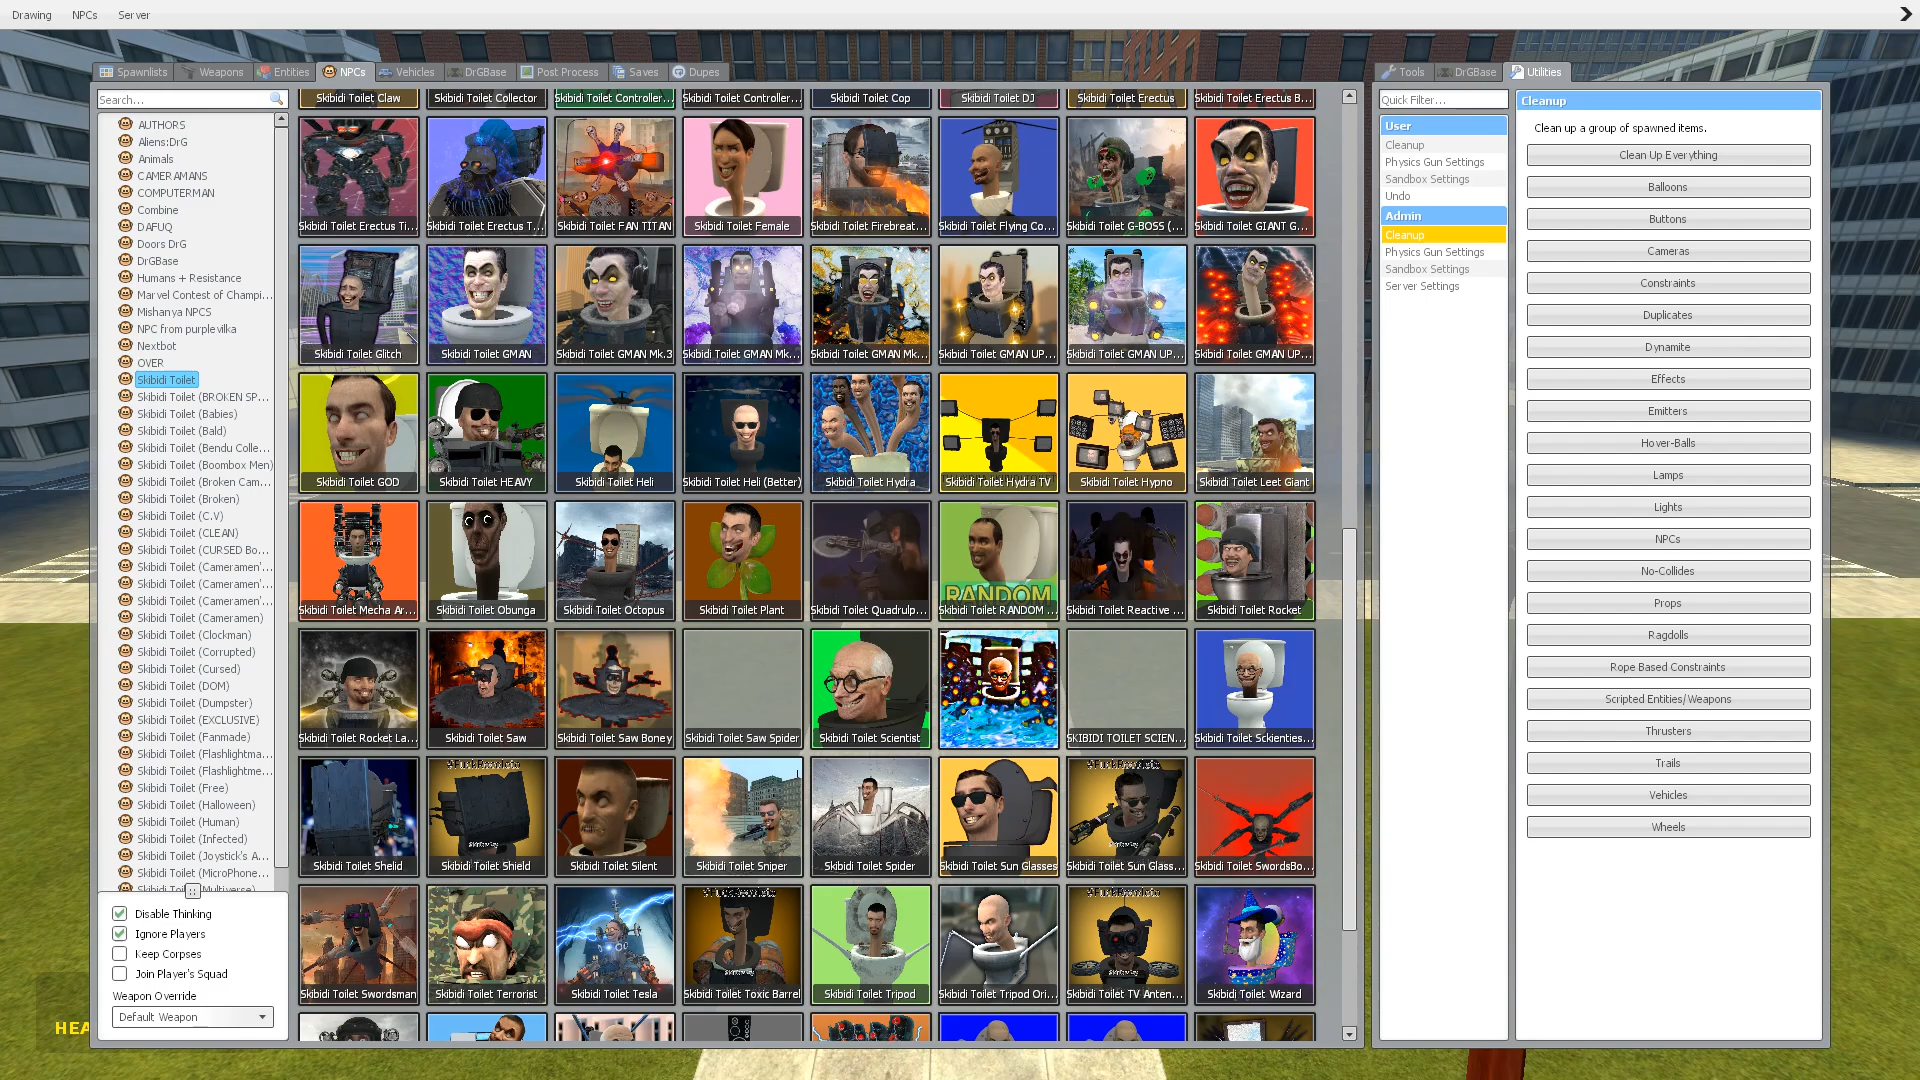 Drawing NPCs Server
Spawnlists Weapons Entities NPCs Vehicles DrGBase Post Process Saves Dupes
Tools DrGBase Utilities
Search...
AUTHORS
Aliens:DrG
Animals
CAMERAMANS
COMPUTERMAN
Combine
DAFUQ
Doors DrG
DrGBase
Humans + Resistance
Marvel Contest of Champi...
Mishanya NPCS
NPC from purplevilka
Nextbot
OVER
Skibidi Toilet
Skibidi Toilet (BROKEN SP...
Skibidi Toilet (Babies)
Skibidi Toilet (Bald)
Skibidi Toilet (Bendu Colle...
Skibidi Toilet (Boombox Men)
Skibidi Toilet (Broken Cam...
Skibidi Toilet (Broken)
Skibidi Toilet (C.V)
Skibidi Toilet (CLEAN)
Skibidi Toilet (CURSED Bo...
Skibidi Toilet (Cameramen'...
Skibidi Toilet (Cameramen'...
Skibidi Toilet (Cameramen'...
Skibidi Toilet (Cameramen)
Skibidi Toilet (Clockman)
Skibidi Toilet (Corrupted)
Skibidi Toilet (Cursed)
Skibidi Toilet (DOM)
Skibidi Toilet (Dumpster)
Skibidi Toilet (EXCLUSIVE)
Skibidi Toilet (Fanmade)
Skibidi Toilet (Flashlightma...
Skibidi Toilet (Flashlightme...
Skibidi Toilet (Free)
Skibidi Toilet (Halloween)
Skibidi Toilet (Human)
Skibidi Toilet (Infected)
Skibidi Toilet (Joystick's A...
Skibidi Toilet (MicroPhone...
Disable Thinking
Ignore Players
Keep Corpses
Join Player's Squad
Weapon Override
Default Weapon
HEA
Skibidi Toilet Claw Skibidi Toilet Collector Skibidi Toilet Controller... Skibidi Toilet Controller... Skibidi Toilet Cop Skibidi Toilet DJ Skibidi Toilet Erectus Skibidi Toilet Erectus B...
Skibidi Toilet Erectus Ti... Skibidi Toilet Erectus T... Skibidi Toilet FAN TITAN Skibidi Toilet Female Skibidi Toilet Firebreat... Skibidi Toilet Flying Co... Skibidi Toilet G-BOSS (... Skibidi Toilet GIANT G...
Skibidi Toilet Glitch Skibidi Toilet GMAN Skibidi Toilet GMAN Mk.3 Skibidi Toilet GMAN Mk... Skibidi Toilet GMAN Mk... Skibidi Toilet GMAN UP... Skibidi Toilet GMAN UP... Skibidi Toilet GMAN UP...
Skibidi Toilet GOD Skibidi Toilet HEAVY Skibidi Toilet Heli Skibidi Toilet Heli (Better) Skibidi Toilet Hydra Skibidi Toilet Hydra TV Skibidi Toilet Hypno Skibidi Toilet Leet Giant
RANDOM
Skibidi Toilet Mecha Ar... Skibidi Toilet Obunga Skibidi Toilet Octopus Skibidi Toilet Plant Skibidi Toilet Quadrulp... Skibidi Toilet RANDOM ... Skibidi Toilet Reactive ... Skibidi Toilet Rocket
Skibidi Toilet Rocket La... Skibidi Toilet Saw Skibidi Toilet Saw Boney Skibidi Toilet Saw Spider Skibidi Toilet Scientist SKIBIDI TOILET SCIEN... Skibidi Toilet Sckienties...
Skibidi Toilet Shelid Skibidi Toilet Shield Skibidi Toilet Silent Skibidi Toilet Sniper Skibidi Toilet Spider Skibidi Toilet Sun Glasses Skibidi Toilet Sun Glass... Skibidi Toilet SwordsBo...
Skibidi Toilet Swordsman Skibidi Toilet Terrorist Skibidi Toilet Tesla Skibidi Toilet Toxic Barrel Skibidi Toilet Tripod Skibidi Toilet Tripod Ori... Skibidi Toilet TV Anten... Skibidi Toilet Wizard
Quick Filter...
User
Cleanup
Physics Gun Settings
Sandbox Settings
Undo
Admin
Cleanup
Physics Gun Settings
Sandbox Settings
Server Settings
Cleanup
Clean up a group of spawned items.
Clean Up Everything
Balloons
Buttons
Cameras
Constraints
Duplicates
Dynamite
Effects
Emitters
Hover-Balls
Lamps
Lights
NPCs
No-Collides
Props
Ragdolls
Rope Based Constraints
Scripted Entities/Weapons
Thrusters
Trails
Vehicles
Wheels